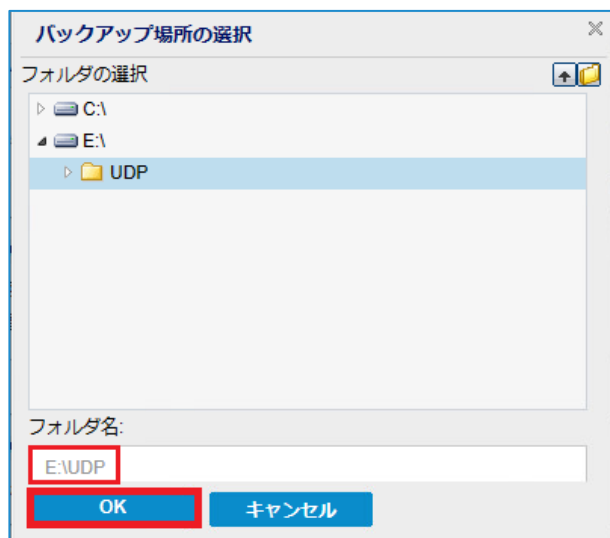 バックアップ場所の選択
フォルダの選択
C:\
E:\
UDP
フォルダ名:
E:\UDP
OK
キャンセル